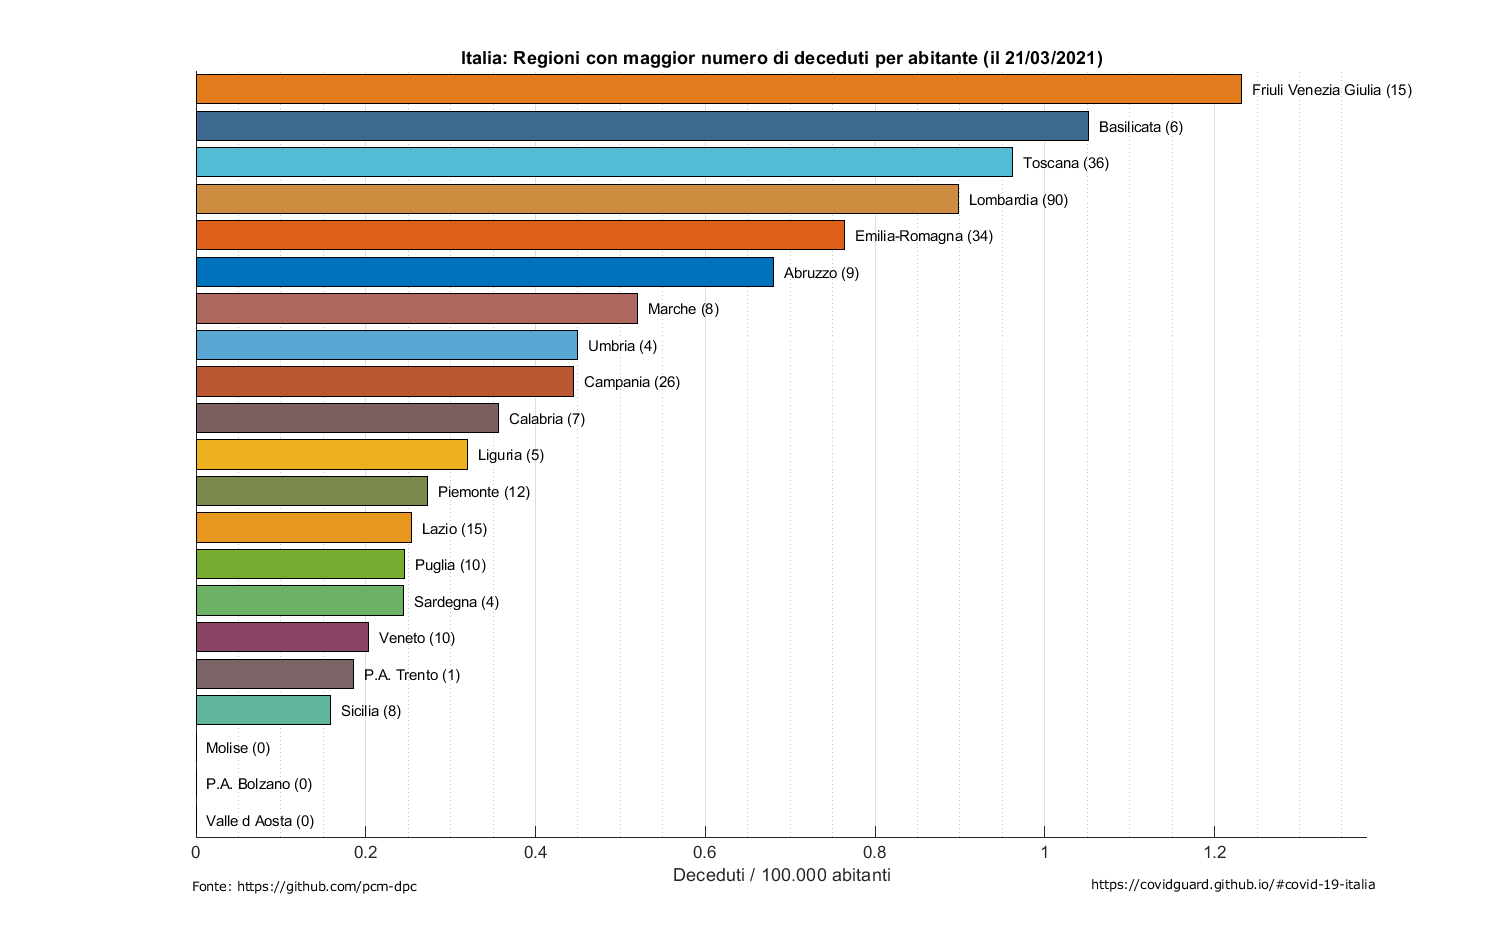 Italia: Regioni con maggior numero di deceduti per abitante (il 21/03/2021)
Friuli Venezia Giulia (15)
Basilicata (6)
Toscana (36)
Lombardia (90)
Emilia-Romagna (34)
Abruzzo (9)
Marche (8)
Umbria (4)
Campania (26)
Calabria (7)
Liguria (5)
Piemonte (12)
Lazio (15)
Puglia (10)
Sardegna (4)
Veneto (10)
P.A. Trento (1)
Sicilia (8)
Molise (0)
P.A. Bolzano (0)
Valle d Aosta (0)
0 0.2 0.4 0.6 0.8 1 1.2
Deceduti / 100.000 abitanti
Fonte: https://github.com/pcm-dpc
https://covidguard.github.io/#covid-19-italia